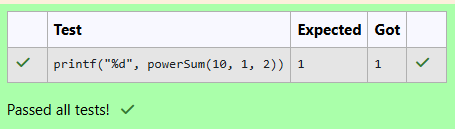 Test Expected Got
printf("%d", powerSum(10, 1, 2)) 1 1
Passed all tests!